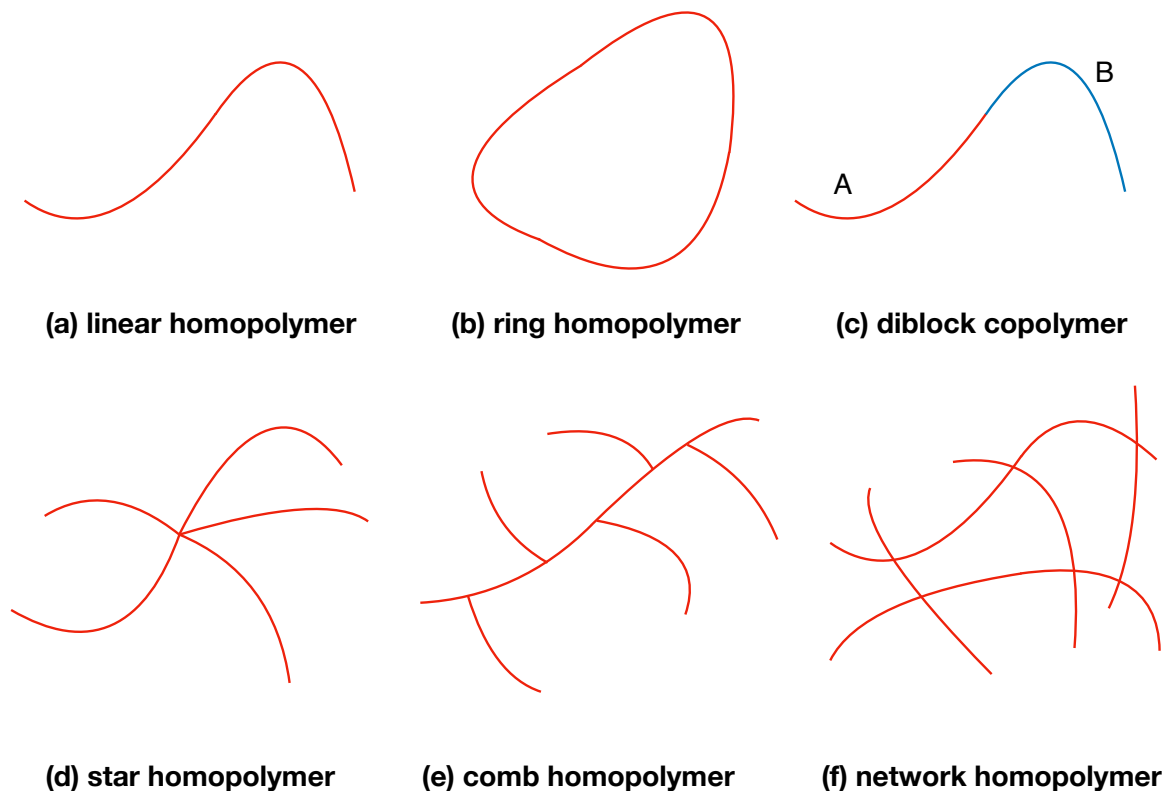 A
B
(a) linear homopolymer
(b) ring homopolymer
(c) diblock copolymer
(d) star homopolymer
(e) comb homopolymer
(f) network homopolymer